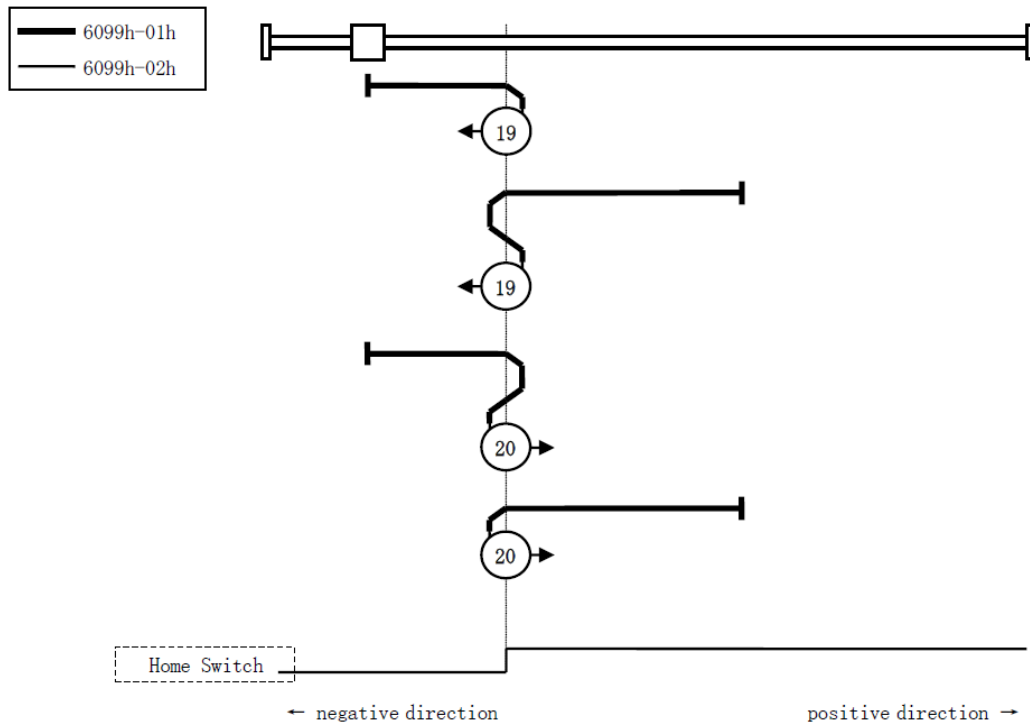 6099h-01h
6099h-02h
19
19
20
20
Home Switch
← negative direction
positive direction →